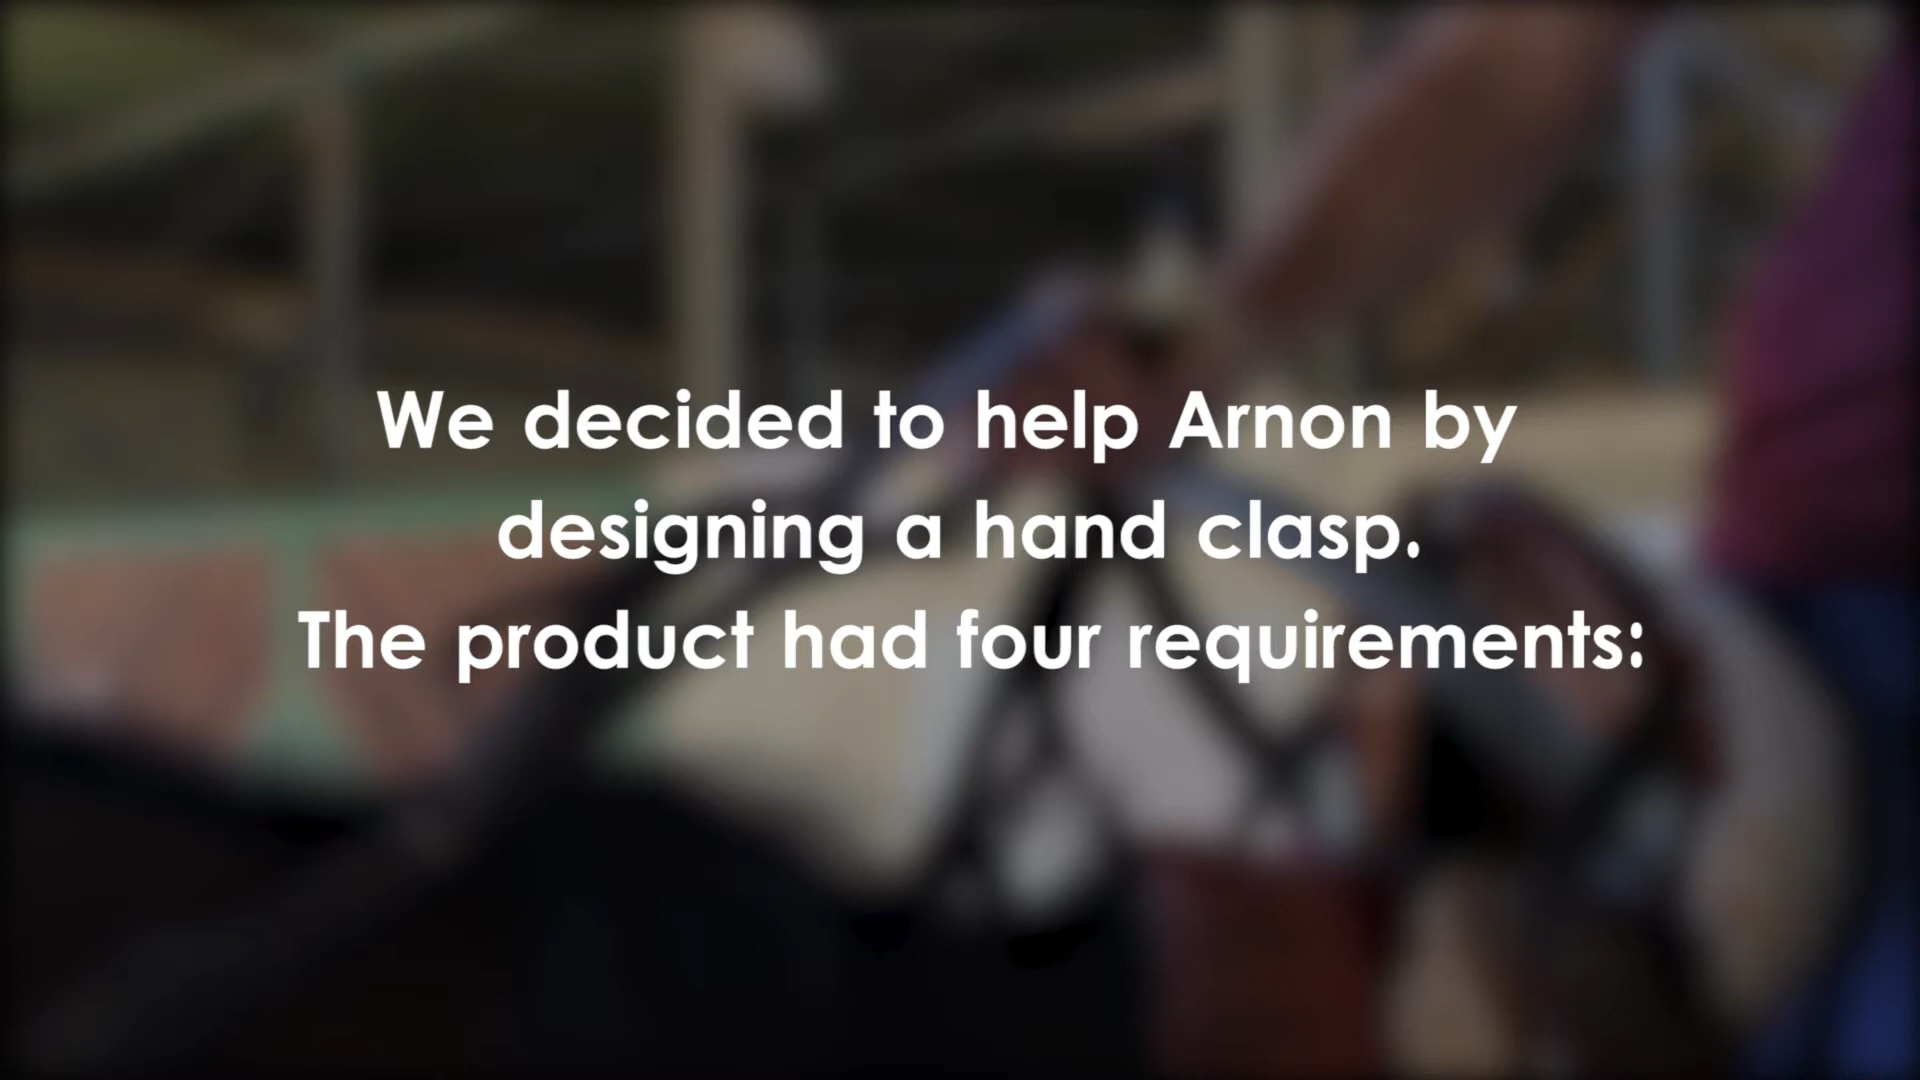 We decided to help Arnon by
designing a hand clasp.
The product had four requirements: